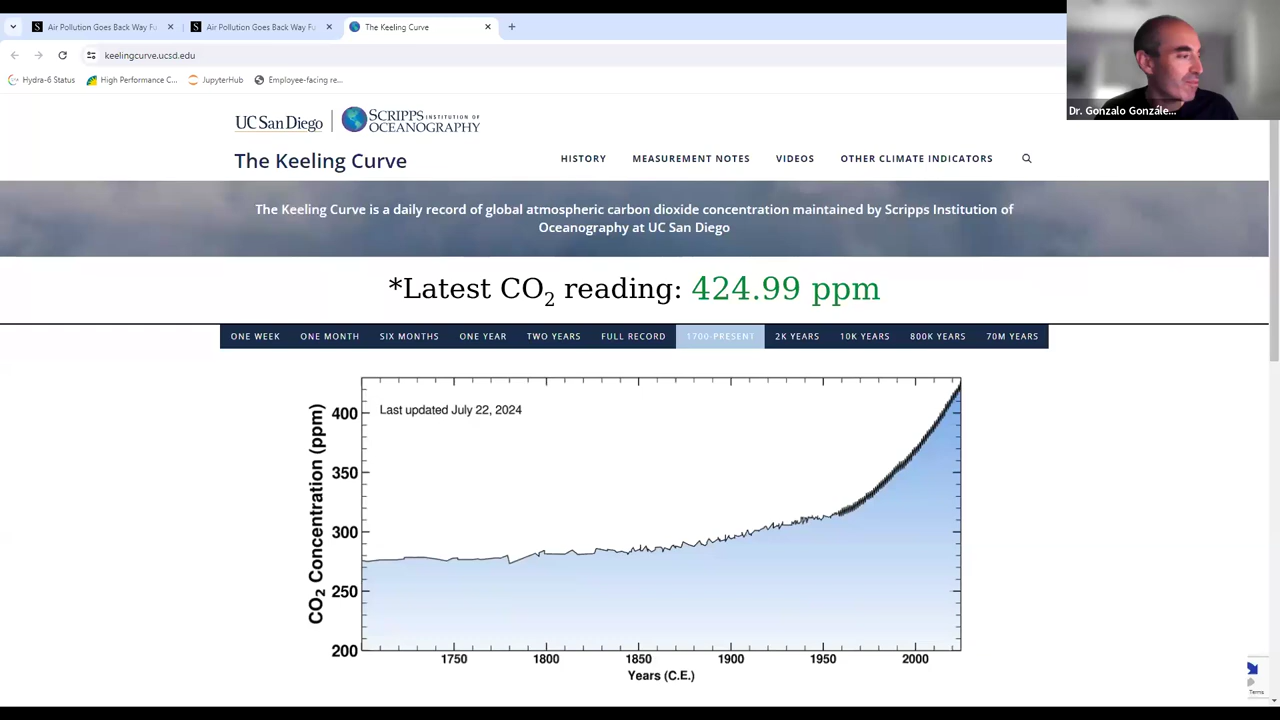 Air Pollution Goes Back Way Fu
Air Pollution Goes Back Way Fu
The Keeling Curve
keelingcurve.ucsd.edu
Hydra-6 Status
High Performance C...
JupyterHub
Employee-facing re...
Dr. Gonzalo Gonzále...
UC San Diego
SCRIPPS INSTITUTION OF
OCEANOGRAPHY
The Keeling Curve
HISTORY
MEASUREMENT NOTES
VIDEOS
OTHER CLIMATE INDICATORS
The Keeling Curve is a daily record of global atmospheric carbon dioxide concentration maintained by Scripps Institution of
Oceanography at UC San Diego
*Latest CO2 reading: 424.99 ppm
ONE WEEK
ONE MONTH
SIX MONTHS
ONE YEAR
TWO YEARS
FULL RECORD
1700-PRESENT
2K YEARS
10K YEARS
800K YEARS
70M YEARS
Last updated July 22, 2024
CO2 Concentration (ppm)
400
350
300
250
200
1750
1800
1850
1900
1950
2000
Years (C.E.)
Terms